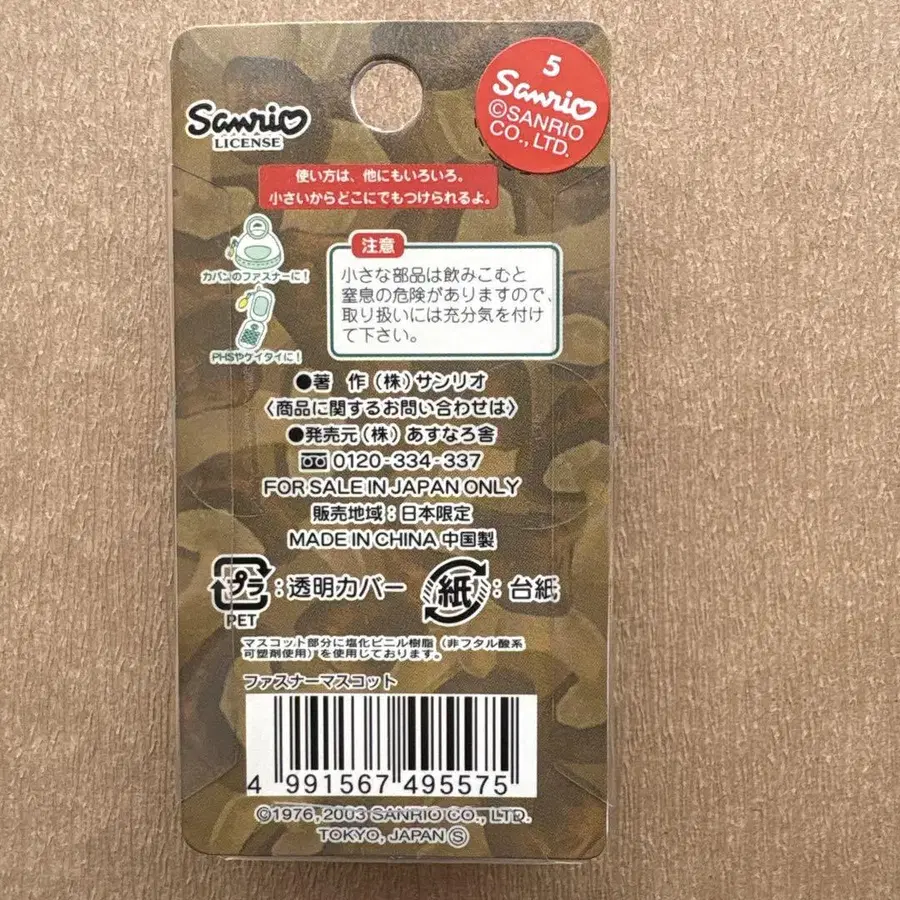 Sanrio
LICENSE
5
Sanrio
©SANRIO
CO., LTD.
使い方は、他にもいろいろ。
小さいからどこにでもつけられるよ。
カバンのファスナーに!
PHSやケイタイに!
注意
小さな部品は飲みこむと
窒息の危険がありますので、
取り扱いには充分気を付け
て下さい。
●著 作(株)サンリオ
〈商品に関するお問い合わせは〉
●発売元(株)あすなろ舎
0120-334-337
FOR SALE IN JAPAN ONLY
販売地域:日本限定
MADE IN CHINA 中国製
プラ:透明カバー 紙:台紙
PET
マスコット部分に塩化ビニル樹脂(非フタル酸系
可塑剤使用)を使用しております。
ファスナーマスコット
4 991567 495575
©1976, 2003 SANRIO CO., LTD.
TOKYO, JAPAN Ⓢ